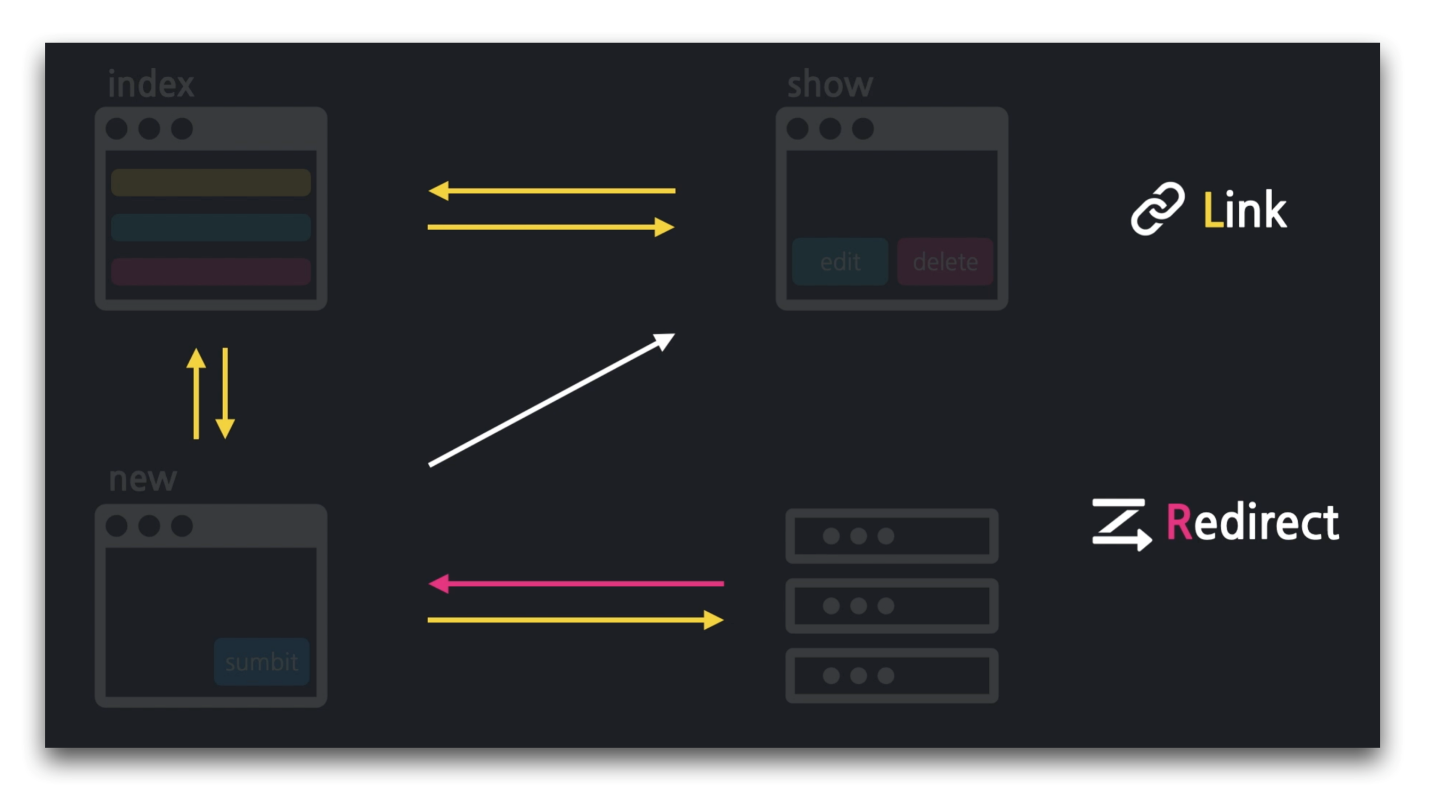 index
show
edit
delete
Link
new
sumbit
Redirect